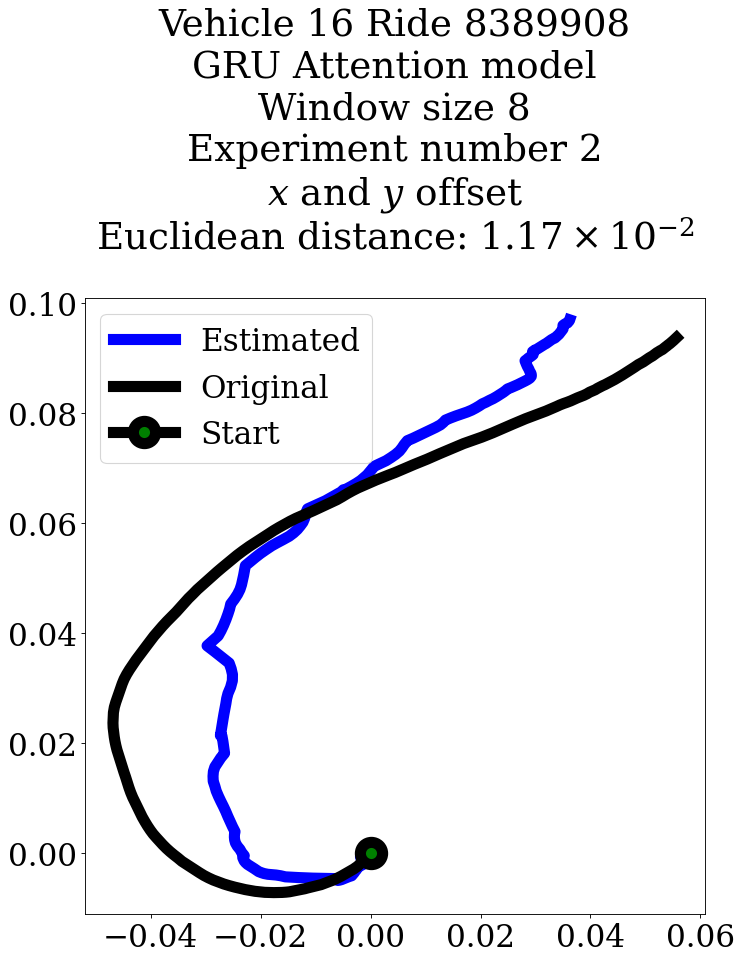 Vehicle 16 Ride 8389908
GRU Attention model
Window size 8
Experiment number 2
x and y offset
Euclidean distance: 1.17 × 10⁻²
0.10
0.08
0.06
0.04
0.02
0.00
Estimated
Original
Start
−0.04 −0.02 0.00 0.02 0.04 0.06